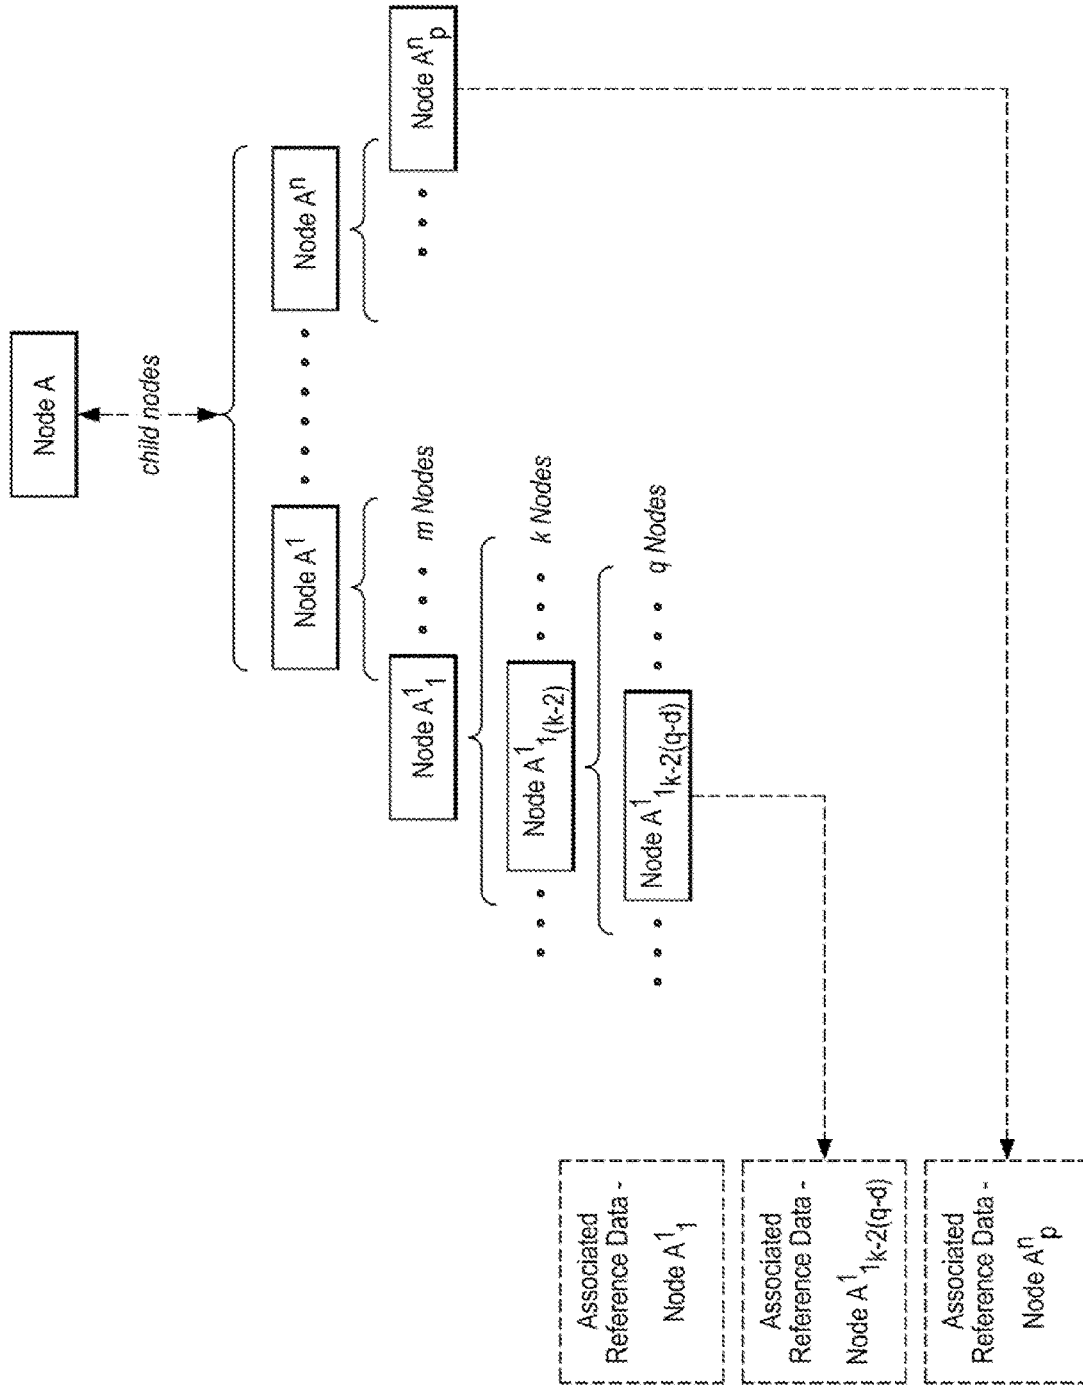 Node A
child nodes
Node A¹
Node Aⁿ
Node A¹₁
m Nodes
Node Aⁿₚ
Node A¹₁₍ₖ₋₂₎
k Nodes
Node A¹1k-2(q-d)
q Nodes
Associated
Reference Data -
Node A¹₁
Associated
Reference Data -
Node A¹1k-2(q-d)
Associated
Reference Data -
Node Aⁿₚ